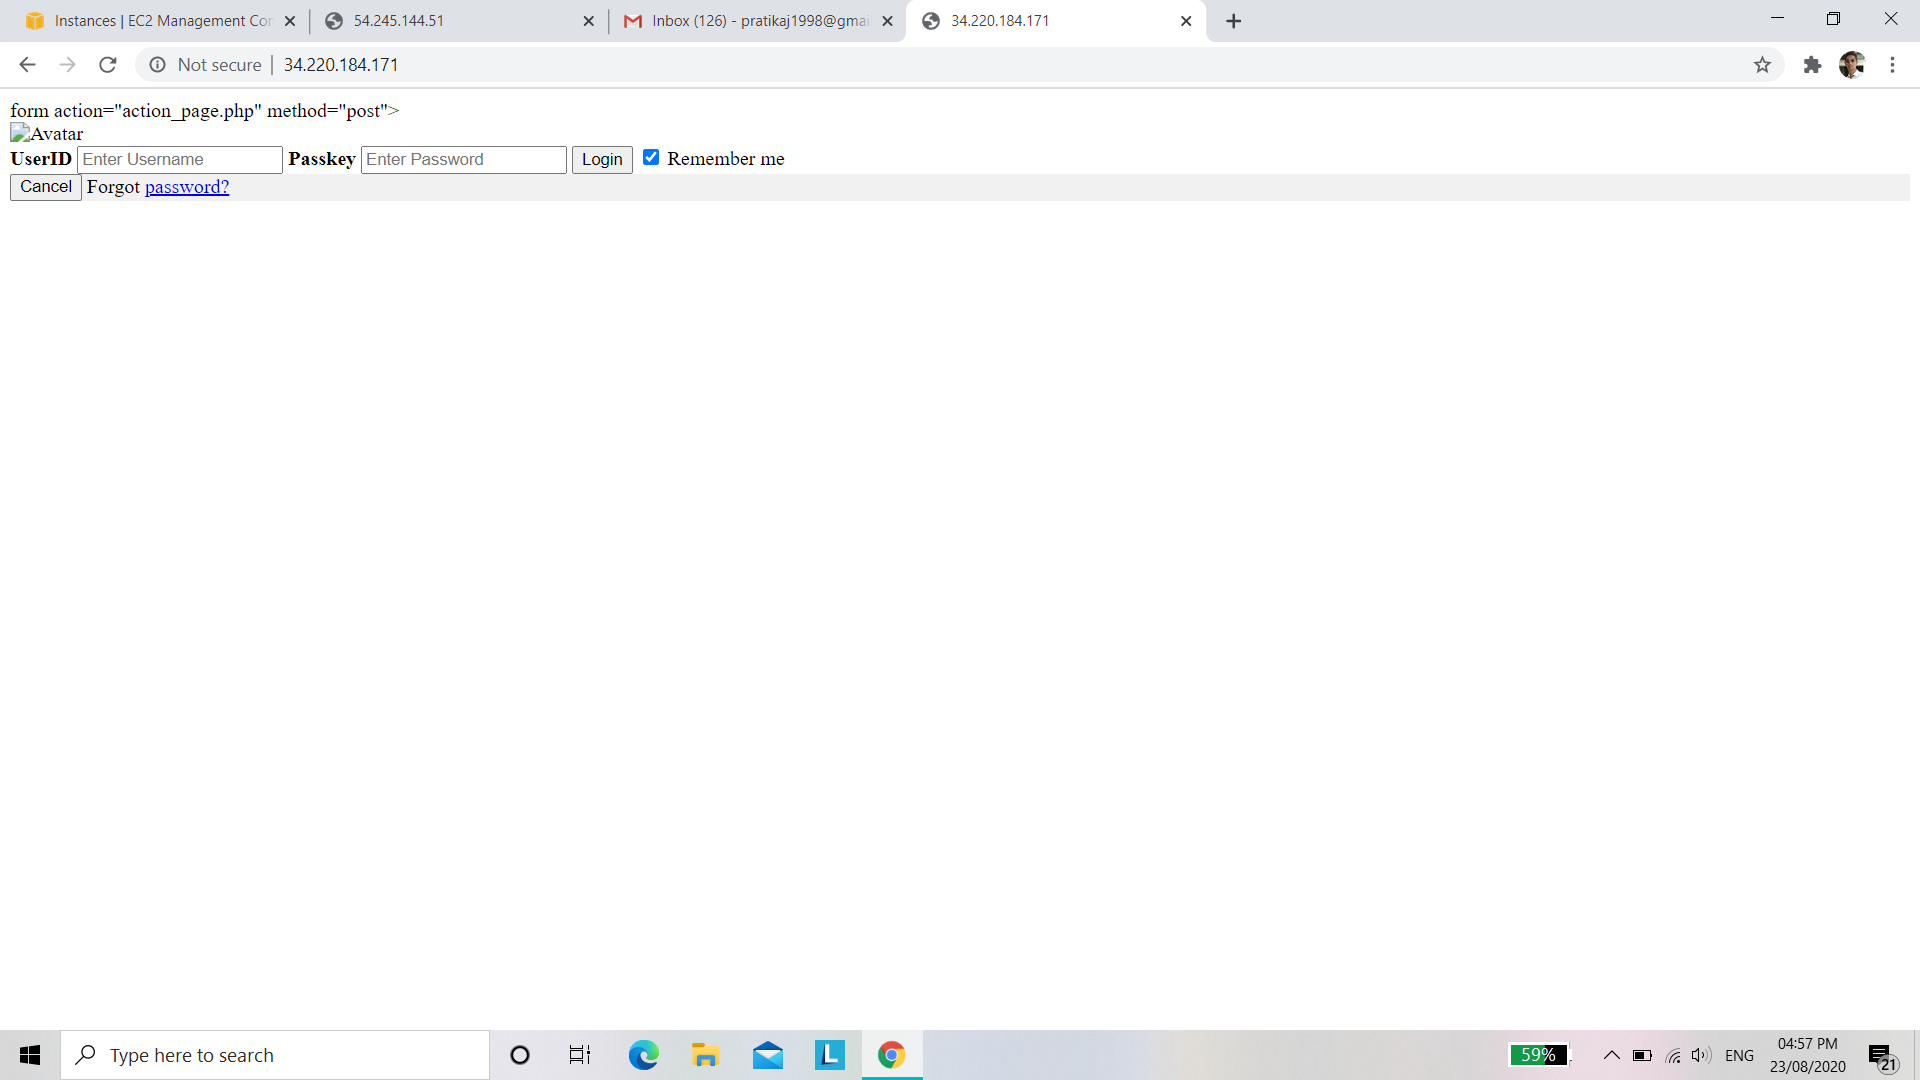 Instances | EC2 Management Con
54.245.144.51
Inbox (126) - pratikaj1998@gmai
34.220.184.171
Not secure | 34.220.184.171
form action="action_page.php" method="post">
Avatar
UserID Enter Username Passkey Enter Password Login Remember me
Cancel Forgot password?
Type here to search
L
59%
ENG
04:57 PM
23/08/2020
21